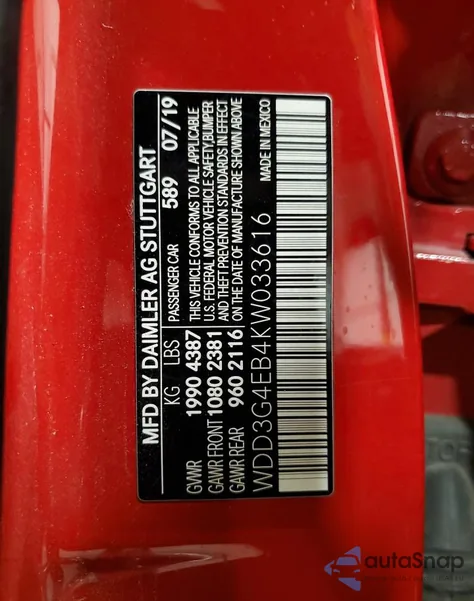 MFD BY DAIMLER AG STUTTGART
KG LBS PASSENGER CAR 589 07/19
GVWR 1990 4387 THIS VEHICLE CONFORMS TO ALL APPLICABLE
GAWR FRONT 1080 2381 U.S. FEDERAL MOTOR VEHICLE SAFETY, BUMPER
AND THEFT PREVENTION STANDARDS IN EFFECT
GAWR REAR 960 2116 ON THE DATE OF MANUFACTURE SHOWN ABOVE
WDD3G4EB4KW033616 MADE IN MEXICO
autoSnap